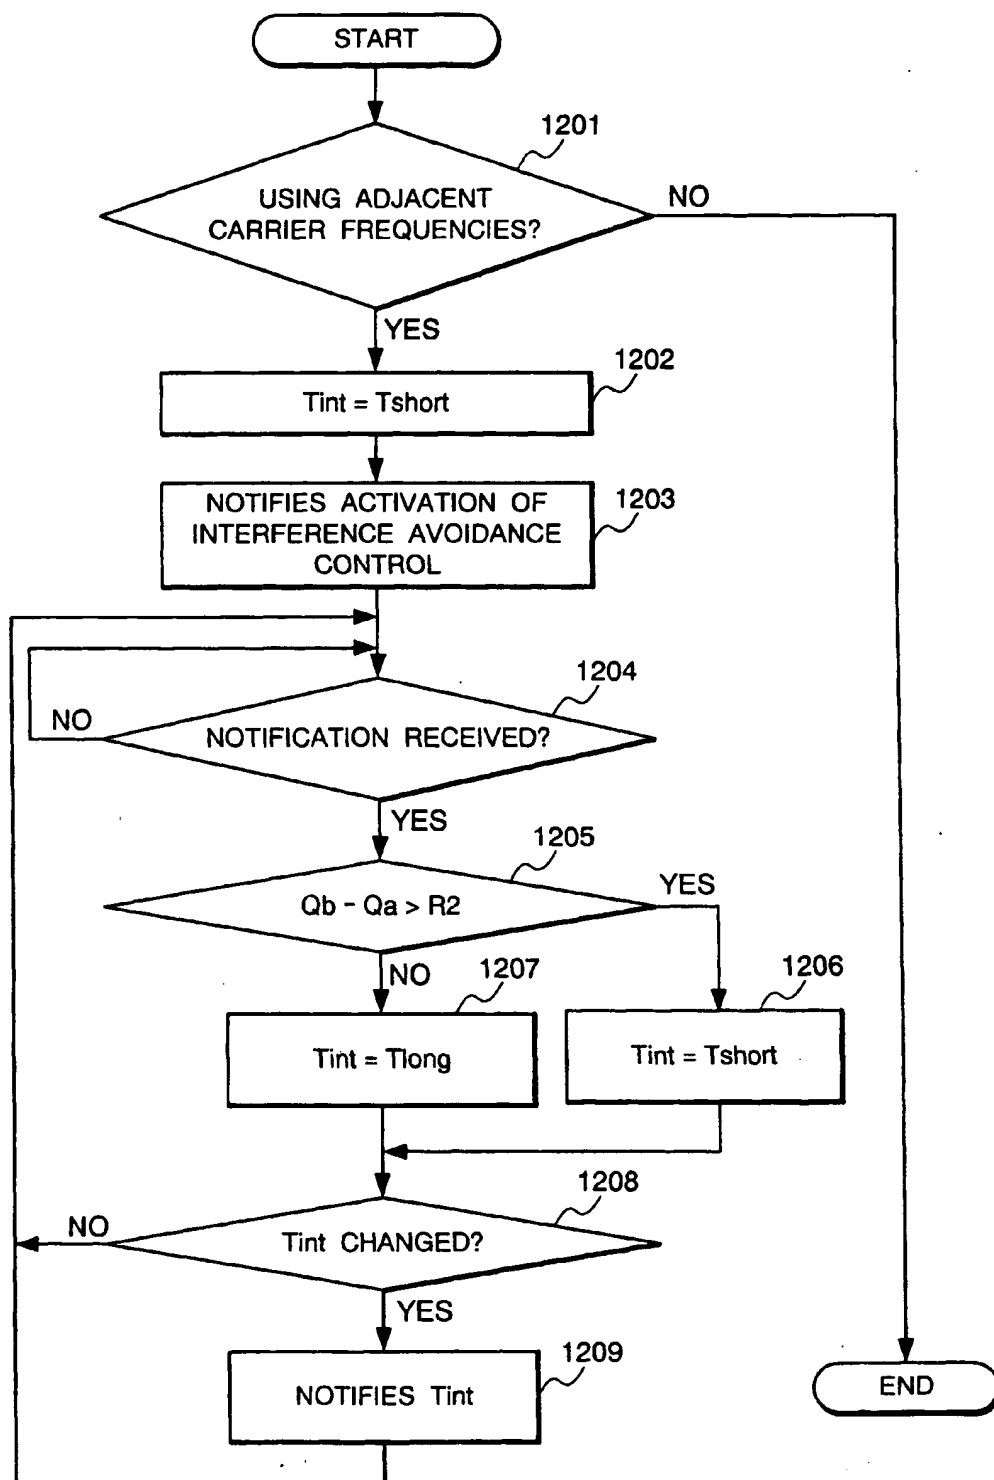 START
1201
USING ADJACENT
CARRIER FREQUENCIES?
NO
YES
1202
Tint = Tshort
1203
NOTIFIES ACTIVATION OF
INTERFERENCE AVOIDANCE
CONTROL
1204
NO
NOTIFICATION RECEIVED?
YES
1205
Qb - Qa > R2
YES
NO
1207
1206
Tint = Tlong
Tint = Tshort
1208
NO
Tint CHANGED?
YES
1209
NOTIFIES Tint
END